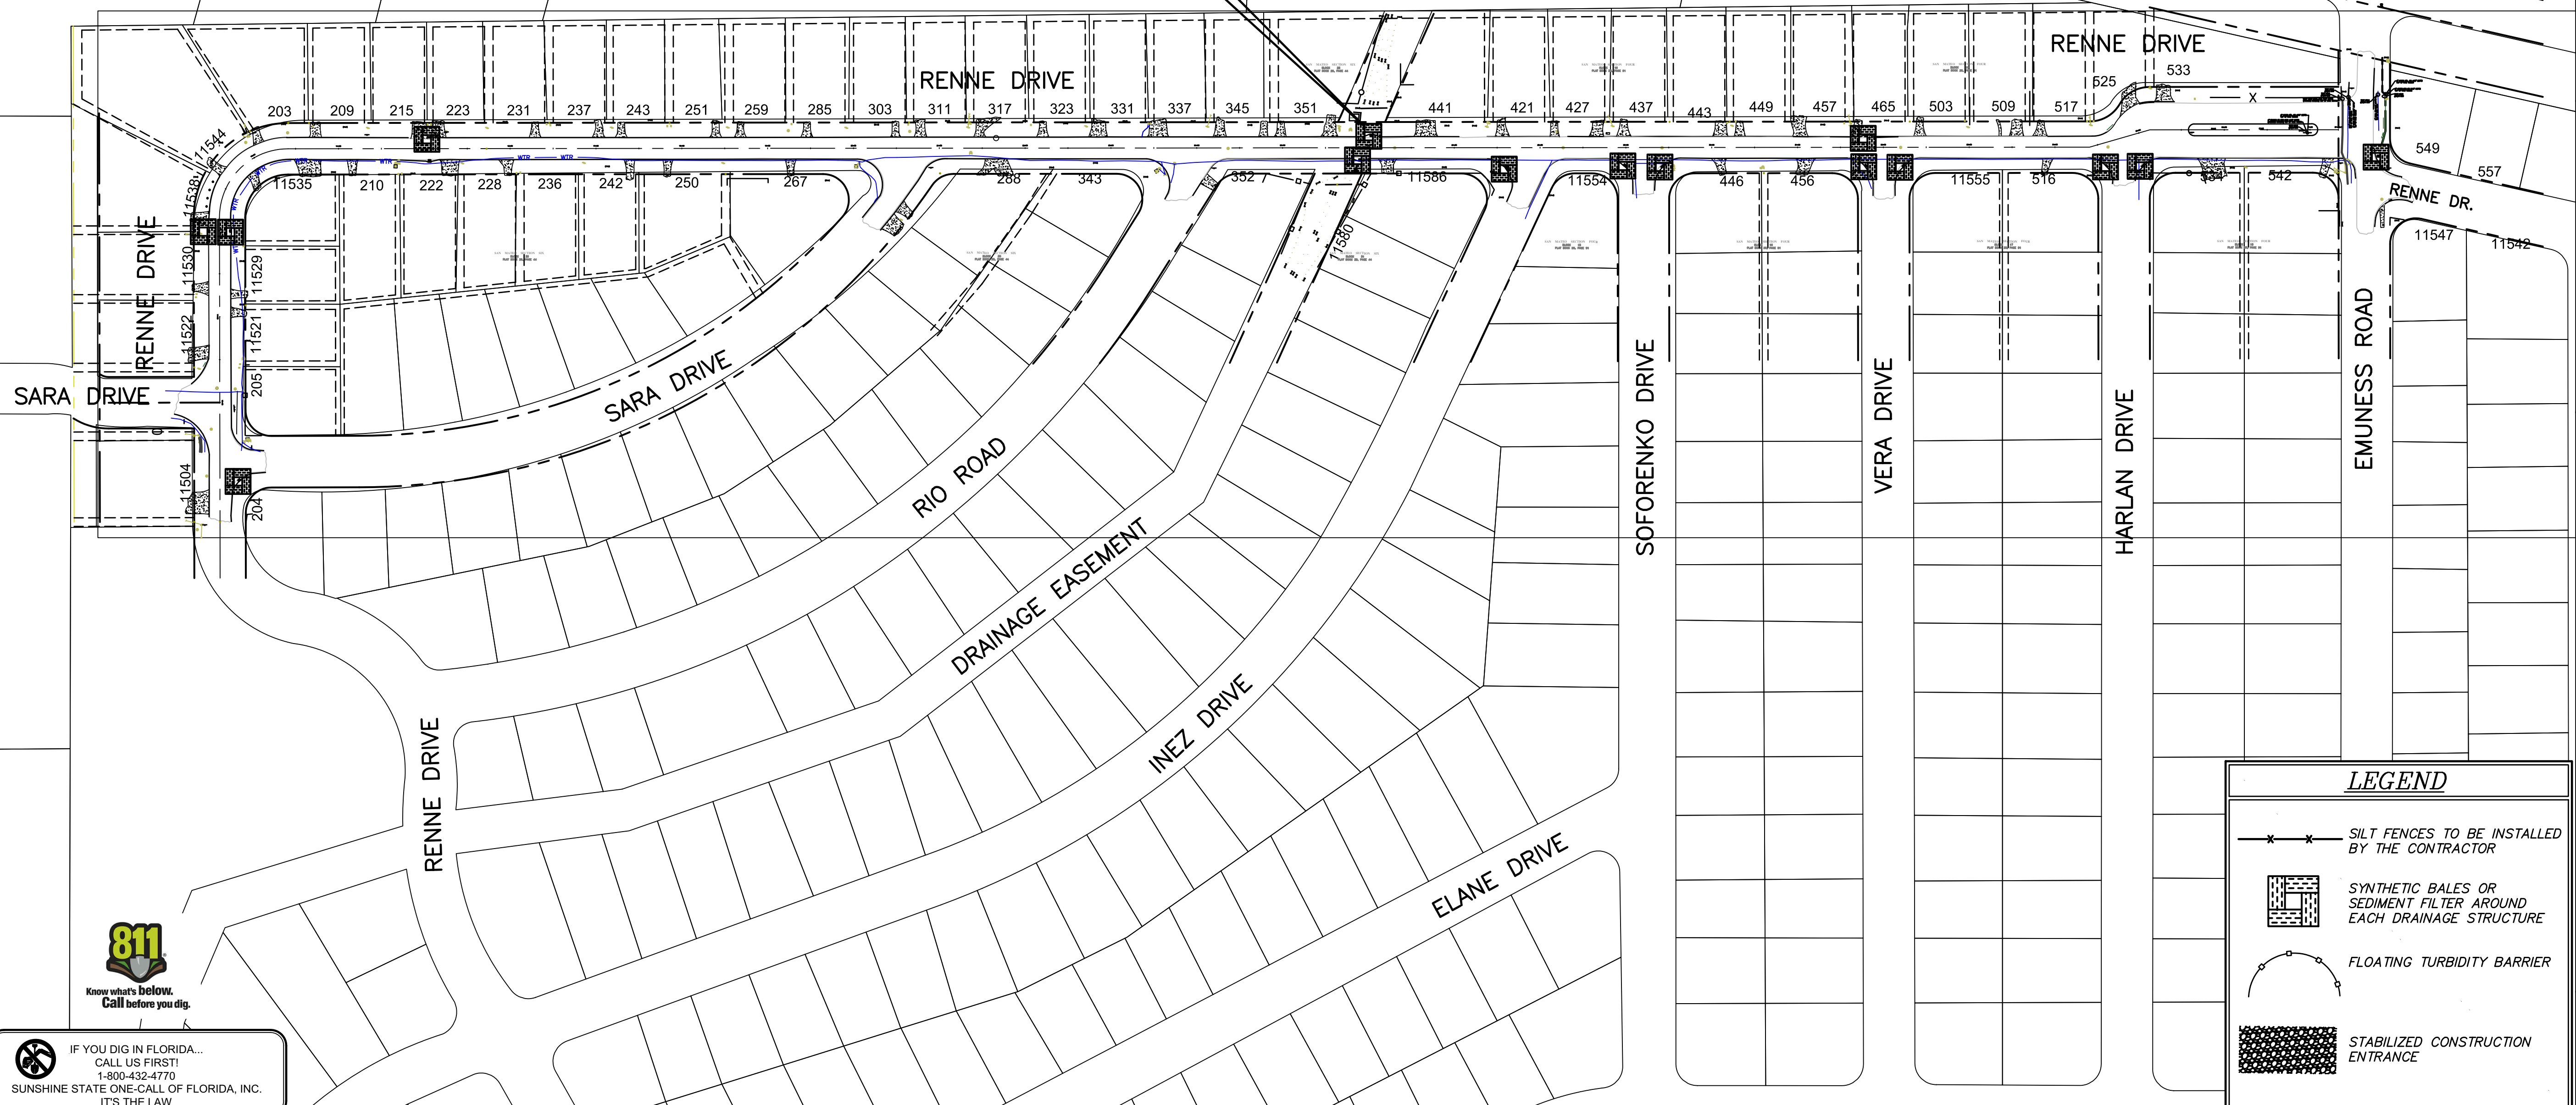 RENNE DRIVE
RENNE DRIVE
203 209 215 223 231 237 243 251 259 285 303 311 317 323 331 337 345 351 441 421 427 437 443 449 457 465 503 509 517 525 533
11544
11538
11535 210 222 228 236 242 250 267 288 343 352 11586 11554 446 456 11555 516 534 542
549
557
RENNE DR.
11547
11542
WTR WTR WTR WTR
WTR
WTR
WTR
X
11580
RENNE DRIVE
11530
11529
11522
11521
205
SARA DRIVE
SARA DRIVE
11504
204
RIO ROAD
DRAINAGE EASEMENT
INEZ DRIVE
ELANE DRIVE
SOFORENKO DRIVE
VERA DRIVE
HARLAN DRIVE
EMUNESS ROAD
RENNE DRIVE
811
Know what's below.
Call before you dig.
IF YOU DIG IN FLORIDA...
CALL US FIRST!
1-800-432-4770
SUNSHINE STATE ONE-CALL OF FLORIDA, INC.
IT'S THE LAW
LEGEND
SILT FENCES TO BE INSTALLED
BY THE CONTRACTOR
SYNTHETIC BALES OR
SEDIMENT FILTER AROUND
EACH DRAINAGE STRUCTURE
FLOATING TURBIDITY BARRIER
STABILIZED CONSTRUCTION
ENTRANCE